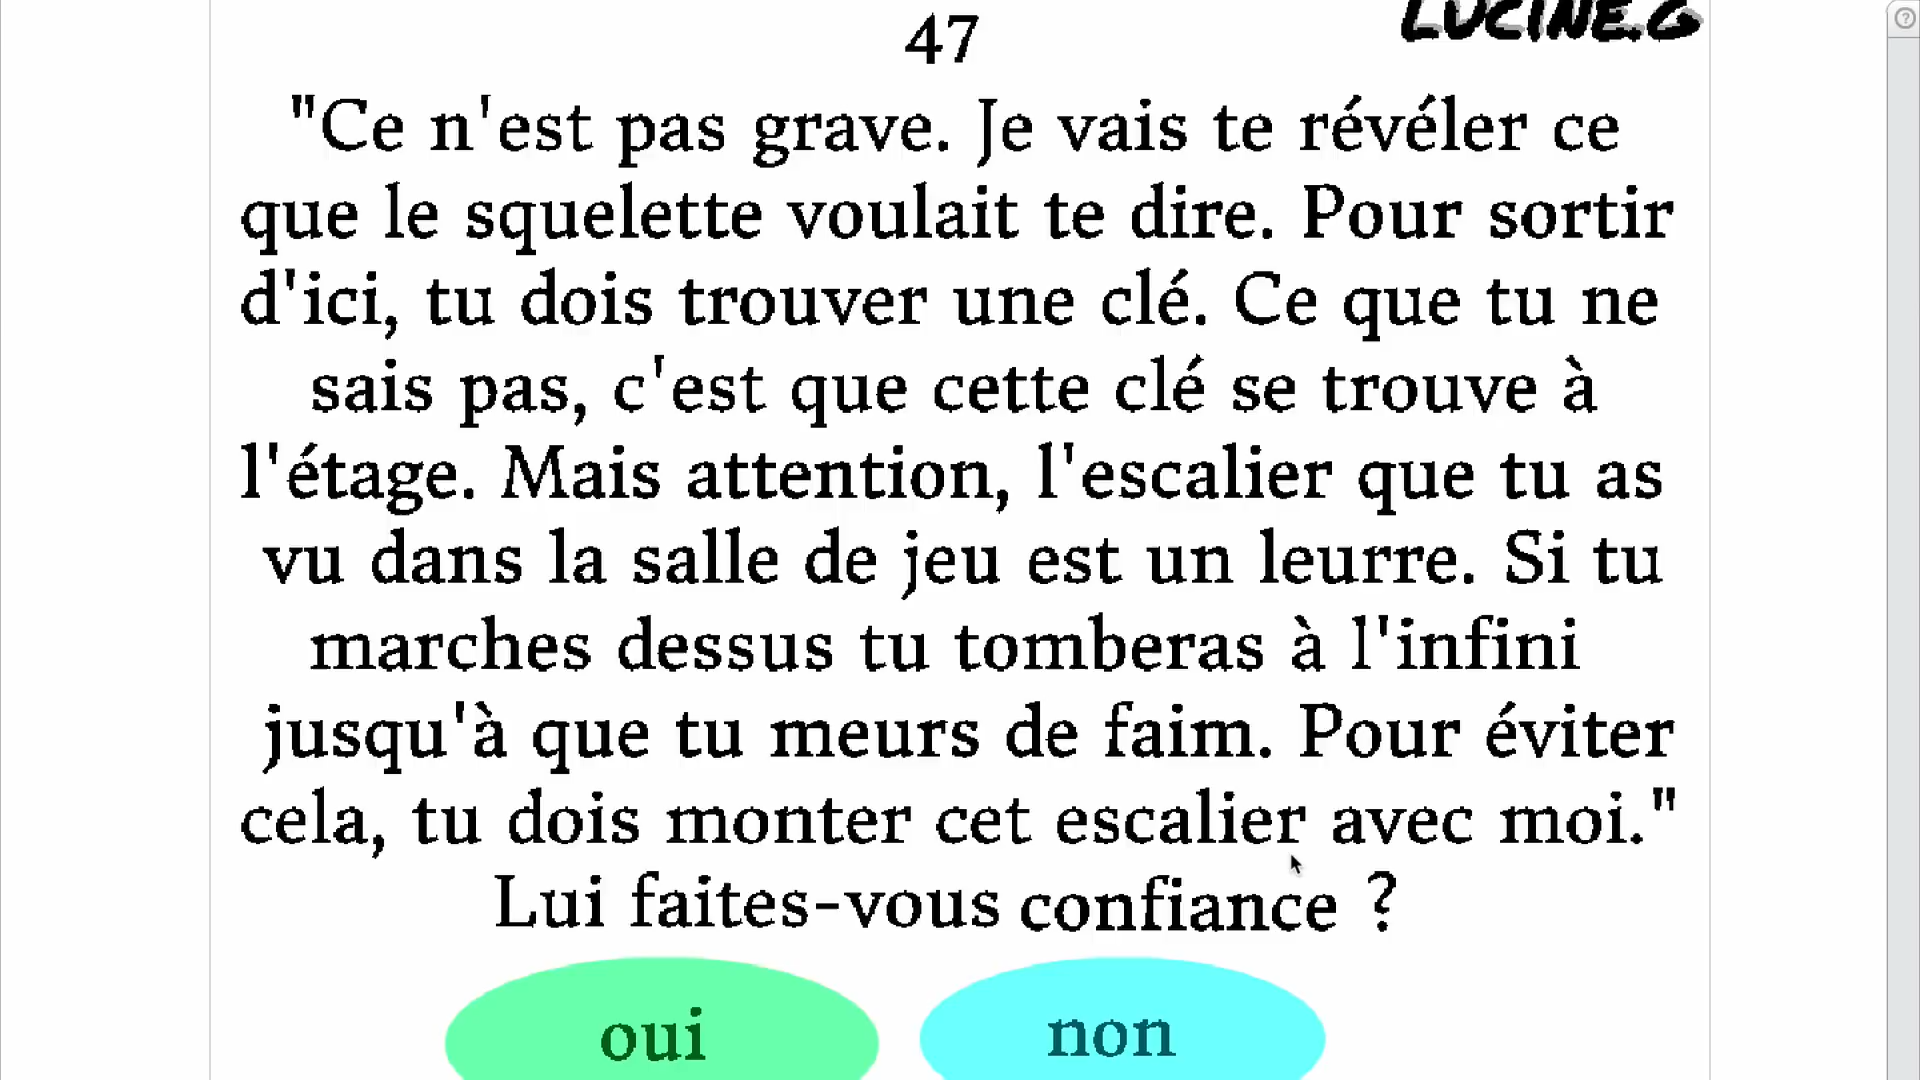 LUCINE.G
47
"Ce n'est pas grave. Je vais te révéler ce
que le squelette voulait te dire. Pour sortir
d'ici, tu dois trouver une clé. Ce que tu ne
sais pas, c'est que cette clé se trouve à
l'étage. Mais attention, l'escalier que tu as
vu dans la salle de jeu est un leurre. Si tu
marches dessus tu tomberas à l'infini
jusqu'à que tu meurs de faim. Pour éviter
cela, tu dois monter cet escalier avec moi."
Lui faites-vous confiance ?
oui
non
?